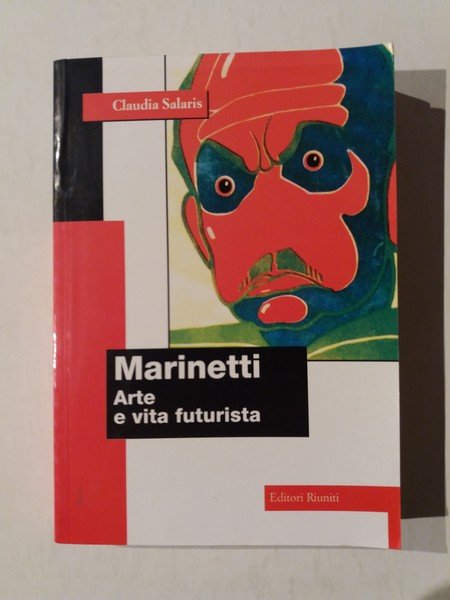 Claudia Salaris
Marinetti
Arte
e vita futurista
Editori Riuniti